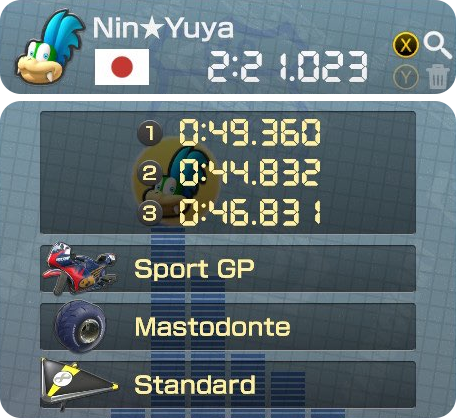 Nin★Yuya
X
2:21.023
Y
1 0:49.360
2 0:44.832
3 0:46.831
Sport GP
Mastodonte
Standard